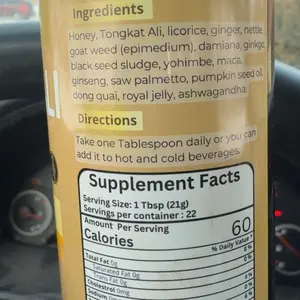 Ingredients
Honey, Tongkat Ali, licorice, ginger, nettle,
goat weed (epimedium), damiana, ginkgo,
black seed sludge, yohimbe, maca,
ginseng, saw palmetto, pumpkin seed oil,
dong quai, royal jelly, ashwagandha.
LI
Directions
Take one Tablespoon daily or you can
add it to hot and cold beverages.
Supplement Facts
Serving Size: 1 Tbsp (21g)
Servings per container : 22
Amount Per Serving
Calories 60
% Daily Value*
Total Fat 0g
Saturated Fat 0g
Trans Fat 0g
Cholesterol 0mg